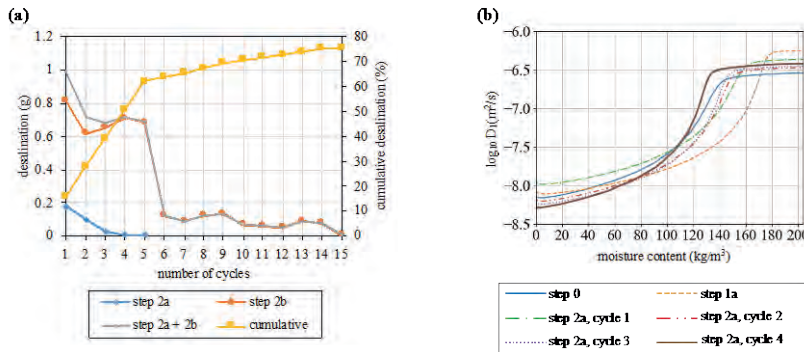 (a)
1.2
1
0.8
0.6
0.4
0.2
0
desalination (g)
80
70
60
50
40
30
20
10
0
cumulative desalination (%)
1 2 3 4 5 6 7 8 9 10 11 12 13 14 15
number of cycles
step 2a step 2b
step 2a + 2b cumulative
(b)
−6.0
−6.5
−7.0
−7.5
−8.0
−8.5
log10 Dl(m²/s)
0 20 40 60 80 100 120 140 160 180 200
moisture content (kg/m³)
step 0 step 1a
step 2a, cycle 1 step 2a, cycle 2
step 2a, cycle 3 step 2a, cycle 4